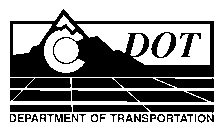 C DOT
DEPARTMENT OF TRANSPORTATION